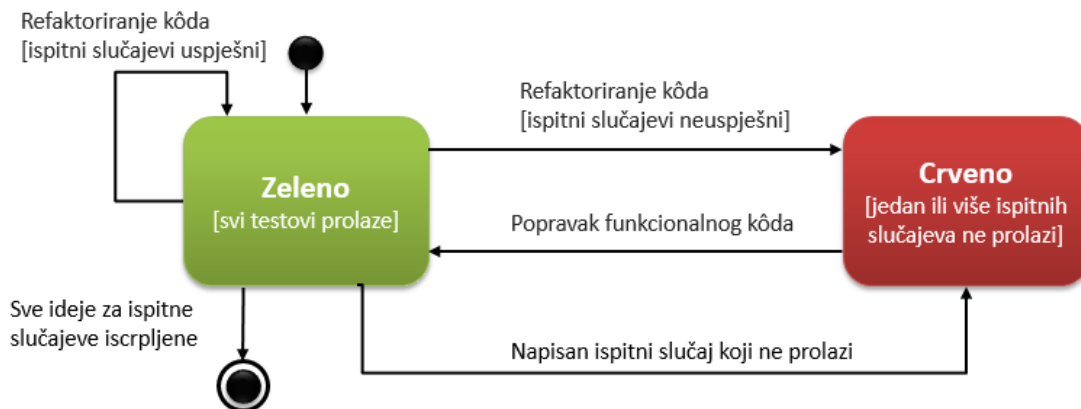 Refaktoriranje kôda
[ispitni slučajevi uspješni]
Refaktoriranje kôda
[ispitni slučajevi neuspješni]
Zeleno
[svi testovi prolaze]
Crveno
[jedan ili više ispitnih
slučajeva ne prolazi]
Popravak funkcionalnog kôda
Sve ideje za ispitne
slučajeve iscrpljene
Napisan ispitni slučaj koji ne prolazi